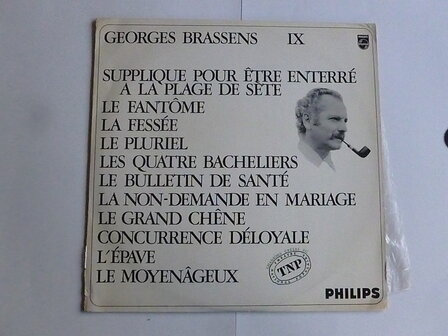 GEORGES BRASSENS IX
SUPPLIQUE POUR ÊTRE ENTERRÉ
A LA PLAGE DE SÈTE
LE FANTÔME
LA FESSÉE
LE PLURIEL
LES QUATRE BACHELIERS
LE BULLETIN DE SANTÉ
LA NON-DEMANDE EN MARIAGE
LE GRAND CHÊNE
CONCURRENCE DÉLOYALE
L'ÉPAVE
LE MOYENÂGEUX
TNP
PHILIPS